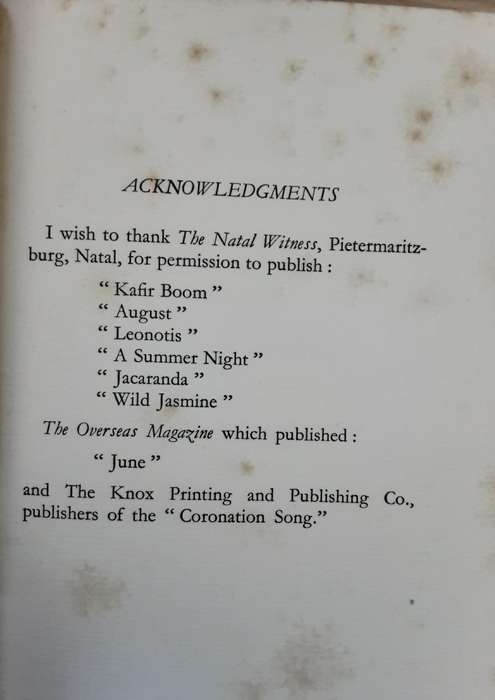 ACKNOWLEDGMENTS
I wish to thank The Natal Witness, Pietermaritz-
burg, Natal, for permission to publish :
“ Kafir Boom ”
“ August ”
“ Leonotis ”
“ A Summer Night ”
“ Jacaranda ”
“ Wild Jasmine ”
The Overseas Magazine which published :
“ June ”
and The Knox Printing and Publishing Co.,
publishers of the “ Coronation Song.”